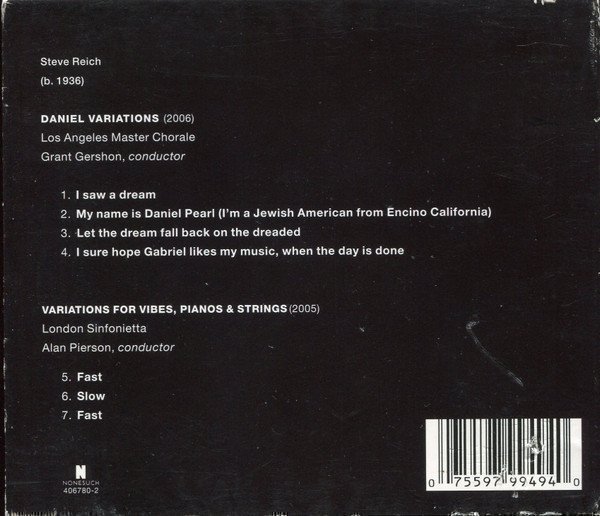 Steve Reich
(b. 1936)
DANIEL VARIATIONS (2006)
Los Angeles Master Chorale
Grant Gershon, conductor
1. I saw a dream
2. My name is Daniel Pearl (I'm a Jewish American from Encino California)
3. Let the dream fall back on the dreaded
4. I sure hope Gabriel likes my music, when the day is done
VARIATIONS FOR VIBES, PIANOS & STRINGS (2005)
London Sinfonietta
Alan Pierson, conductor
5. Fast
6. Slow
7. Fast
N
NONESUCH
406780-2
0 75597 99494 0